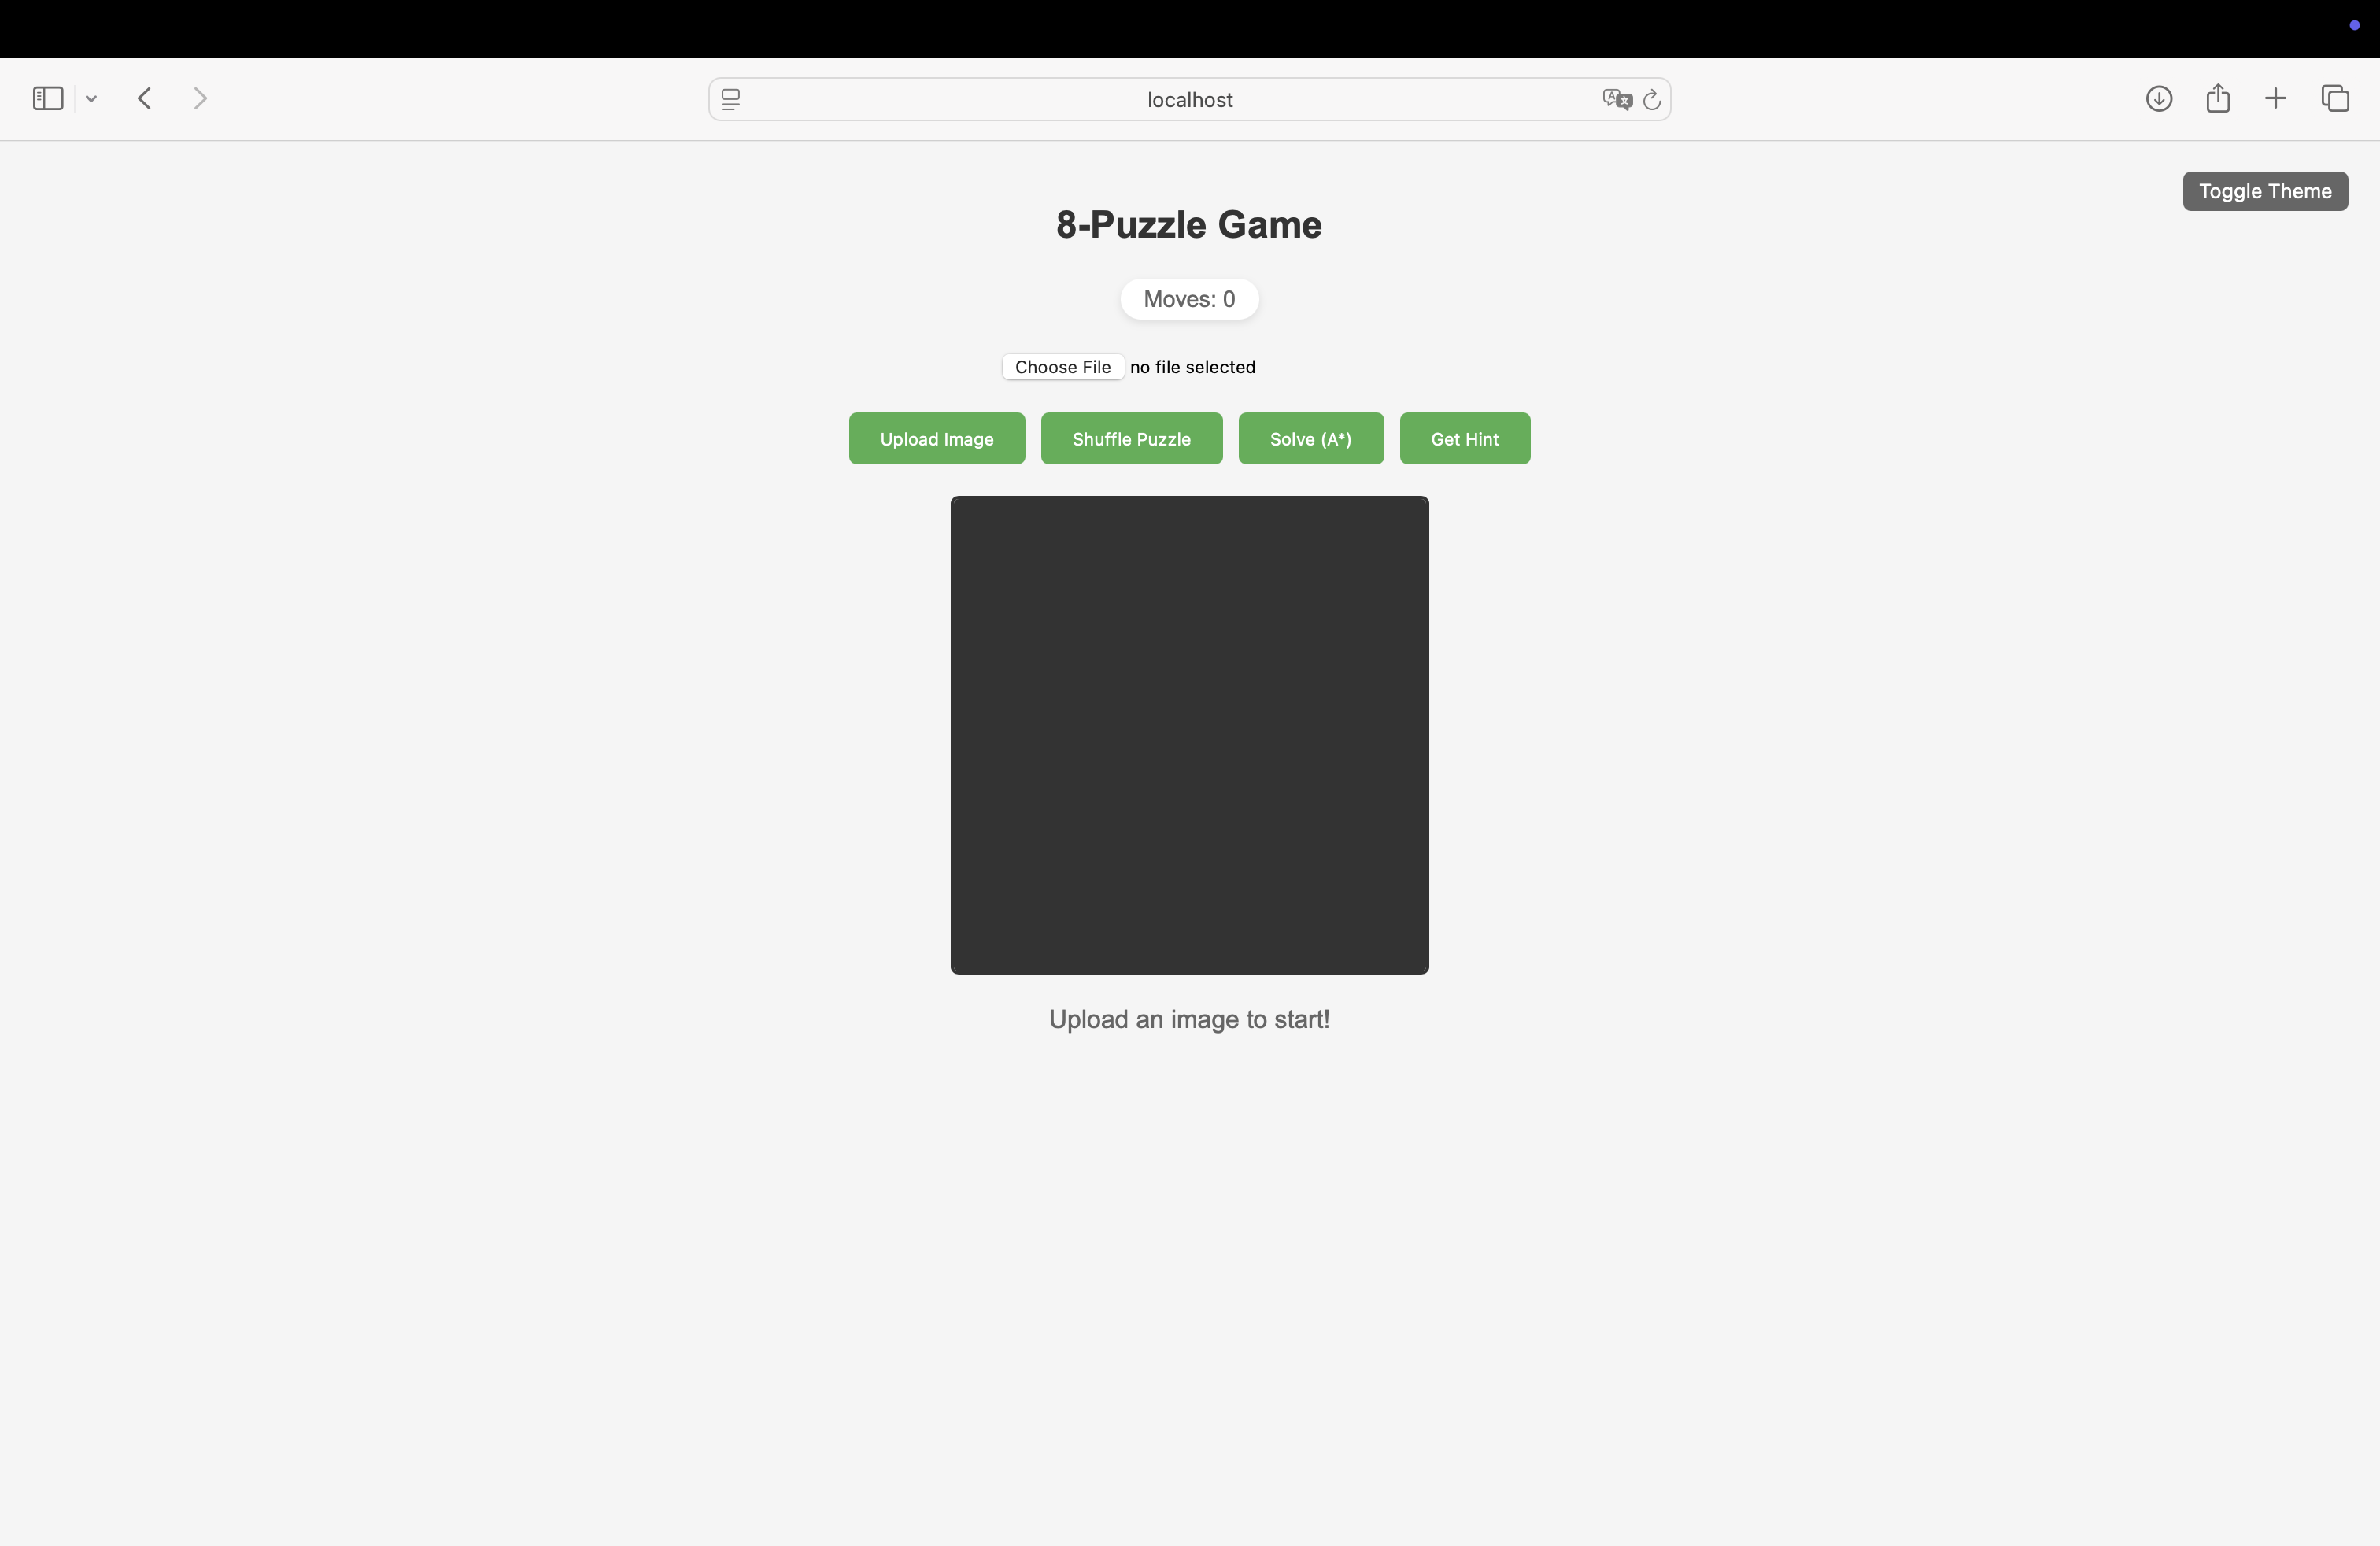 localhost
Toggle Theme
8-Puzzle Game
Moves: 0
Choose File no file selected
Upload Image Shuffle Puzzle Solve (A*) Get Hint
Upload an image to start!